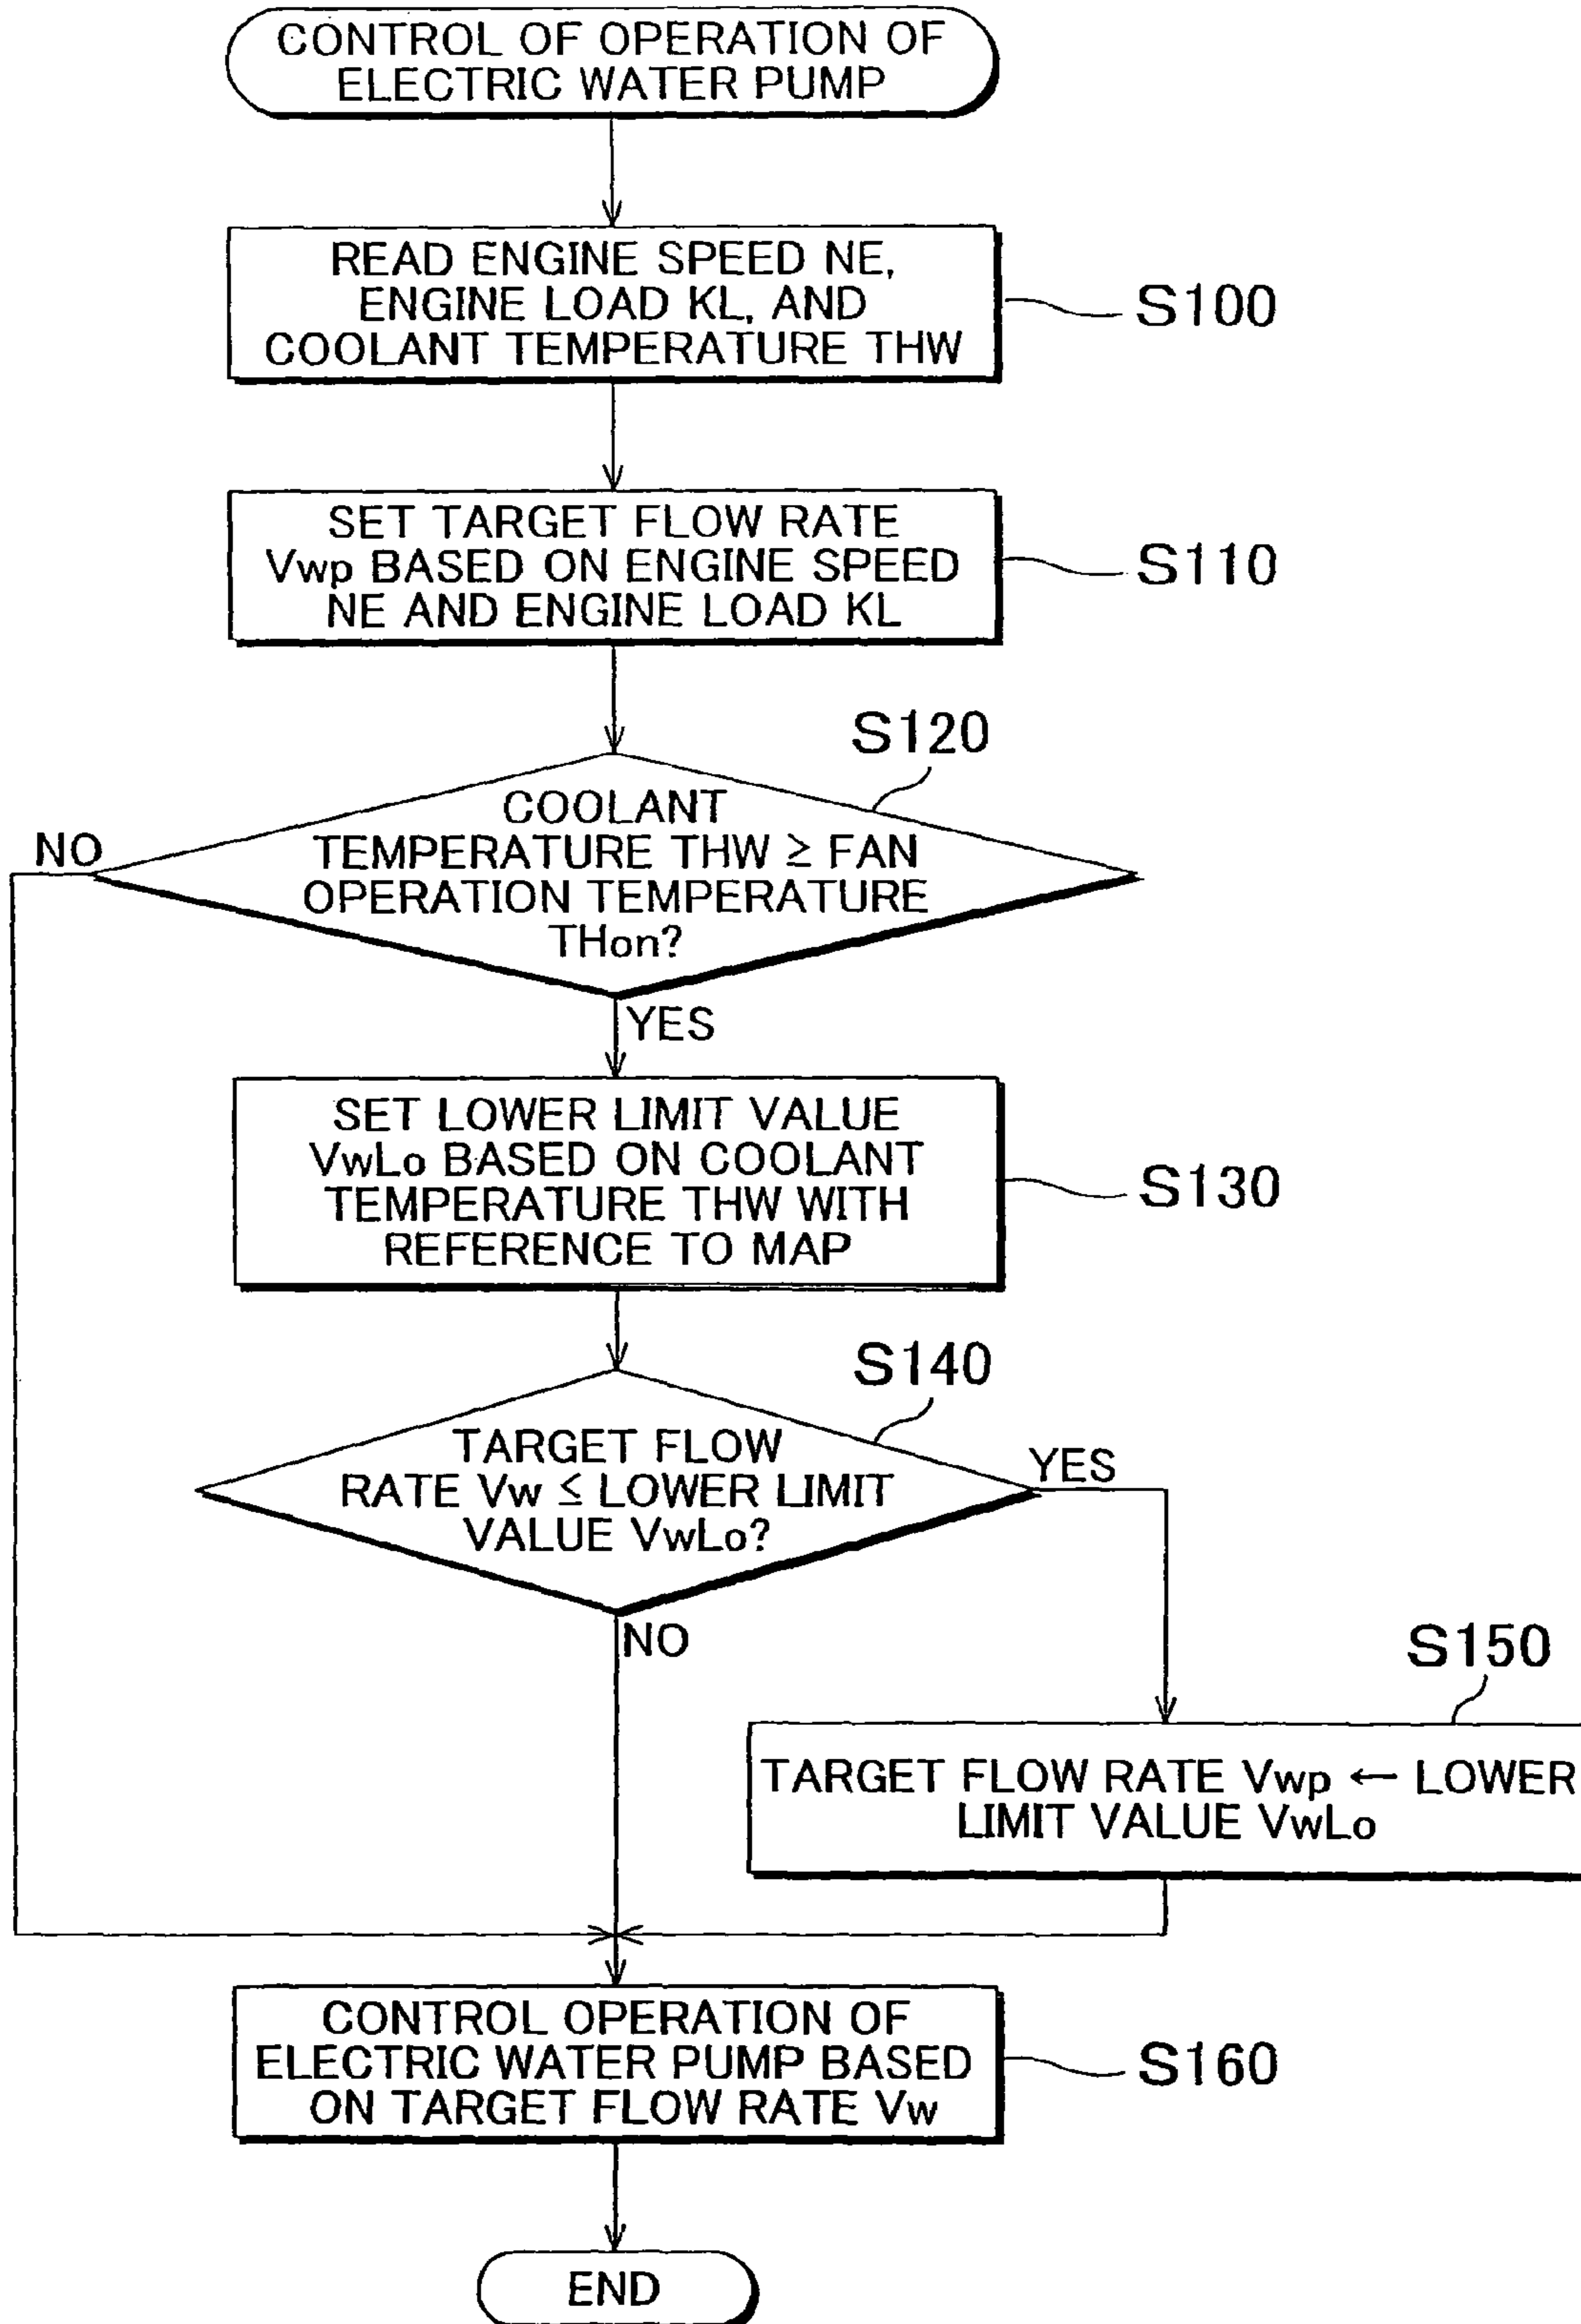 CONTROL OF OPERATION OF
ELECTRIC WATER PUMP
READ ENGINE SPEED NE,
ENGINE LOAD KL, AND
COOLANT TEMPERATURE THW
S100
SET TARGET FLOW RATE
Vwp BASED ON ENGINE SPEED
NE AND ENGINE LOAD KL
S110
S120
COOLANT
TEMPERATURE THW ≥ FAN
OPERATION TEMPERATURE
THon?
NO
YES
SET LOWER LIMIT VALUE
VwLo BASED ON COOLANT
TEMPERATURE THW WITH
REFERENCE TO MAP
S130
S140
TARGET FLOW
RATE Vw ≤ LOWER LIMIT
VALUE VwLo?
YES
NO
S150
TARGET FLOW RATE Vwp ← LOWER
LIMIT VALUE VwLo
CONTROL OPERATION OF
ELECTRIC WATER PUMP BASED
ON TARGET FLOW RATE Vw
S160
END